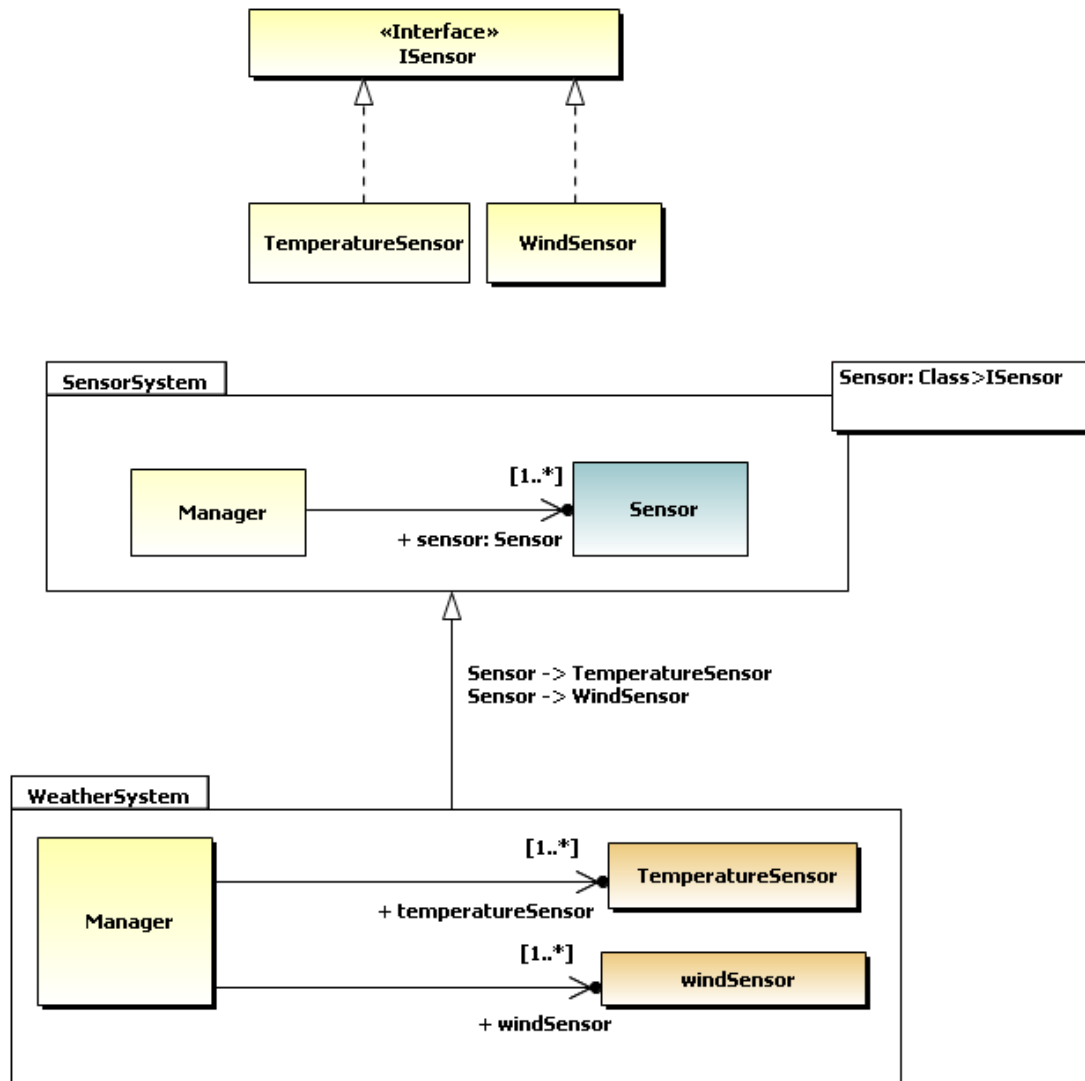 «Interface»
ISensor
TemperatureSensor
WindSensor
SensorSystem
Sensor: Class>ISensor
Manager
[1..*]
+ sensor: Sensor
Sensor
Sensor -> TemperatureSensor
Sensor -> WindSensor
WeatherSystem
Manager
[1..*]
+ temperatureSensor
TemperatureSensor
[1..*]
+ windSensor
windSensor